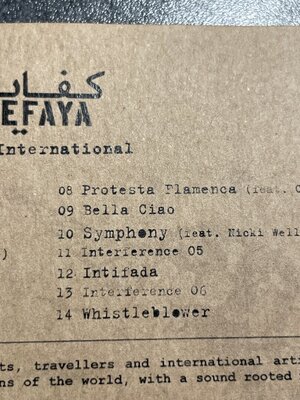 كفاي
EFAYA
International
08 Protesta Flamenca (feat.
09 Bella Ciao
10 Symphony (feat. Nicki Well
11 Interference 05
12 Intifada
13 Interference 06
14 Whistleblower
ts, travellers and international arti
ns of the world, with a sound rooted